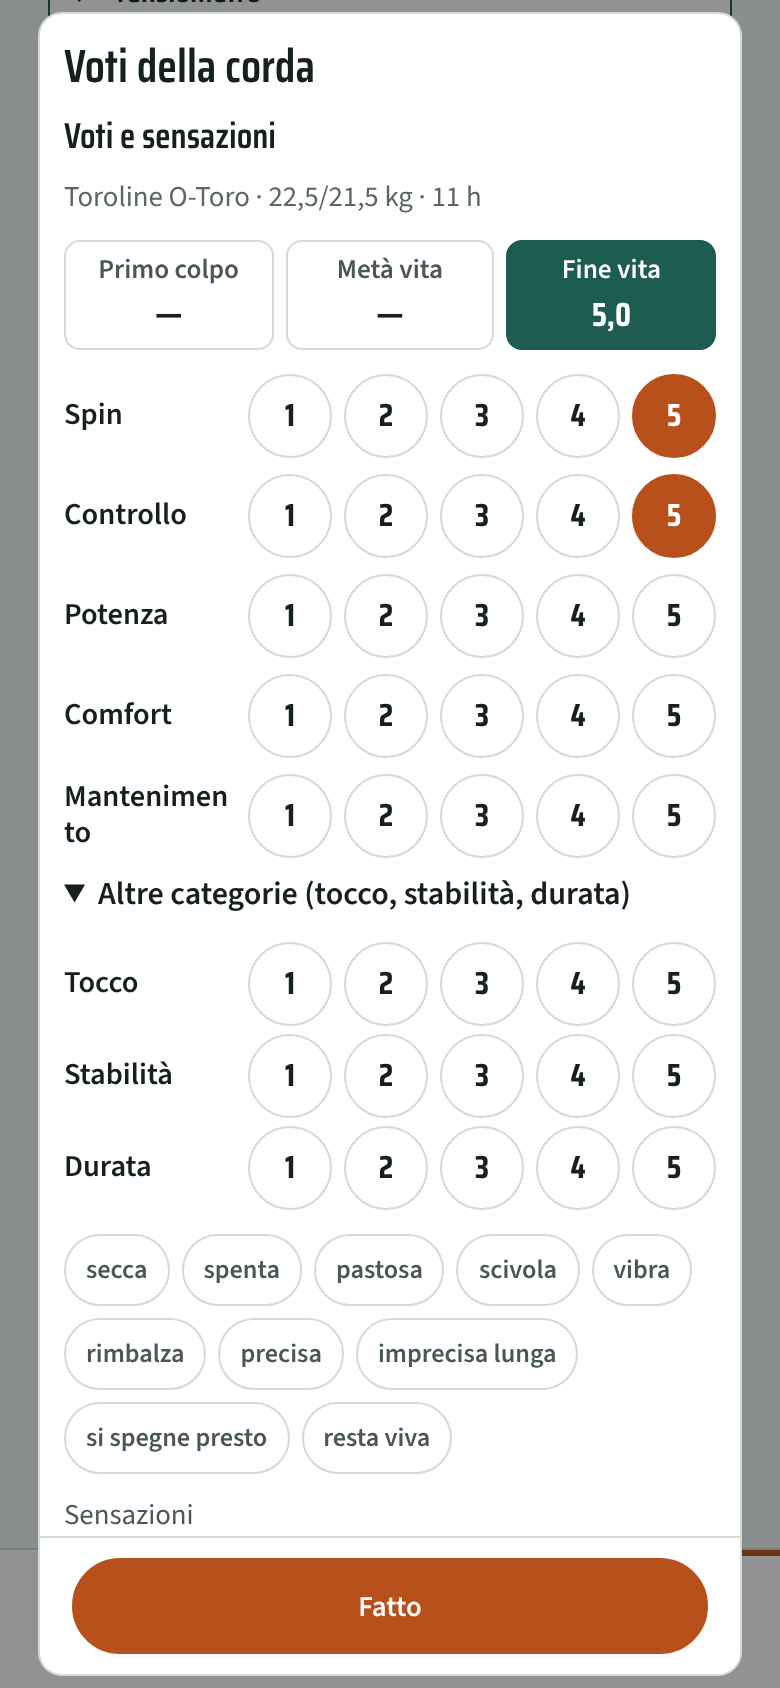 Voti della corda
Voti e sensazioni
Toroline O-Toro · 22,5/21,5 kg · 11 h
Primo colpo Metà vita Fine vita
— — 5,0
Spin 1 2 3 4 5
Controllo 1 2 3 4 5
Potenza 1 2 3 4 5
Comfort 1 2 3 4 5
Mantenimen
to 1 2 3 4 5
▼ Altre categorie (tocco, stabilità, durata)
Tocco 1 2 3 4 5
Stabilità 1 2 3 4 5
Durata 1 2 3 4 5
secca spenta pastosa scivola vibra
rimbalza precisa imprecisa lunga
si spegne presto resta viva
Sensazioni
Fatto